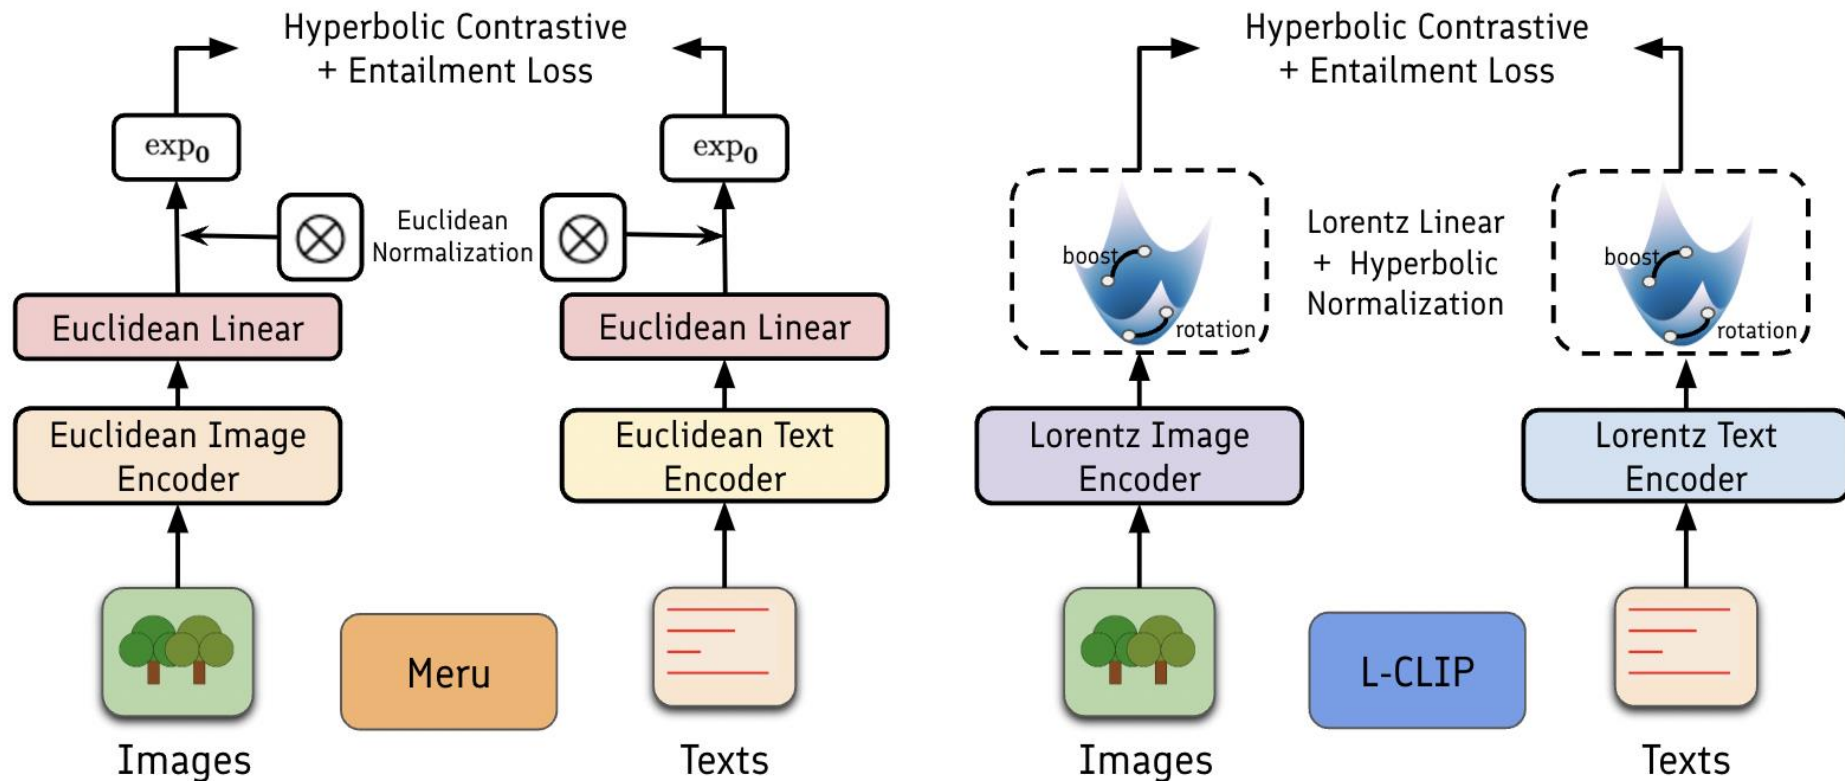 Hyperbolic Contrastive
+ Entailment Loss
exp₀
exp₀
Euclidean
Normalization
Euclidean Linear
Euclidean Linear
Euclidean Image
Encoder
Euclidean Text
Encoder
Meru
Images
Texts
Hyperbolic Contrastive
+ Entailment Loss
boost
rotation
Lorentz Linear
+ Hyperbolic
Normalization
boost
rotation
Lorentz Image
Encoder
Lorentz Text
Encoder
L-CLIP
Images
Texts